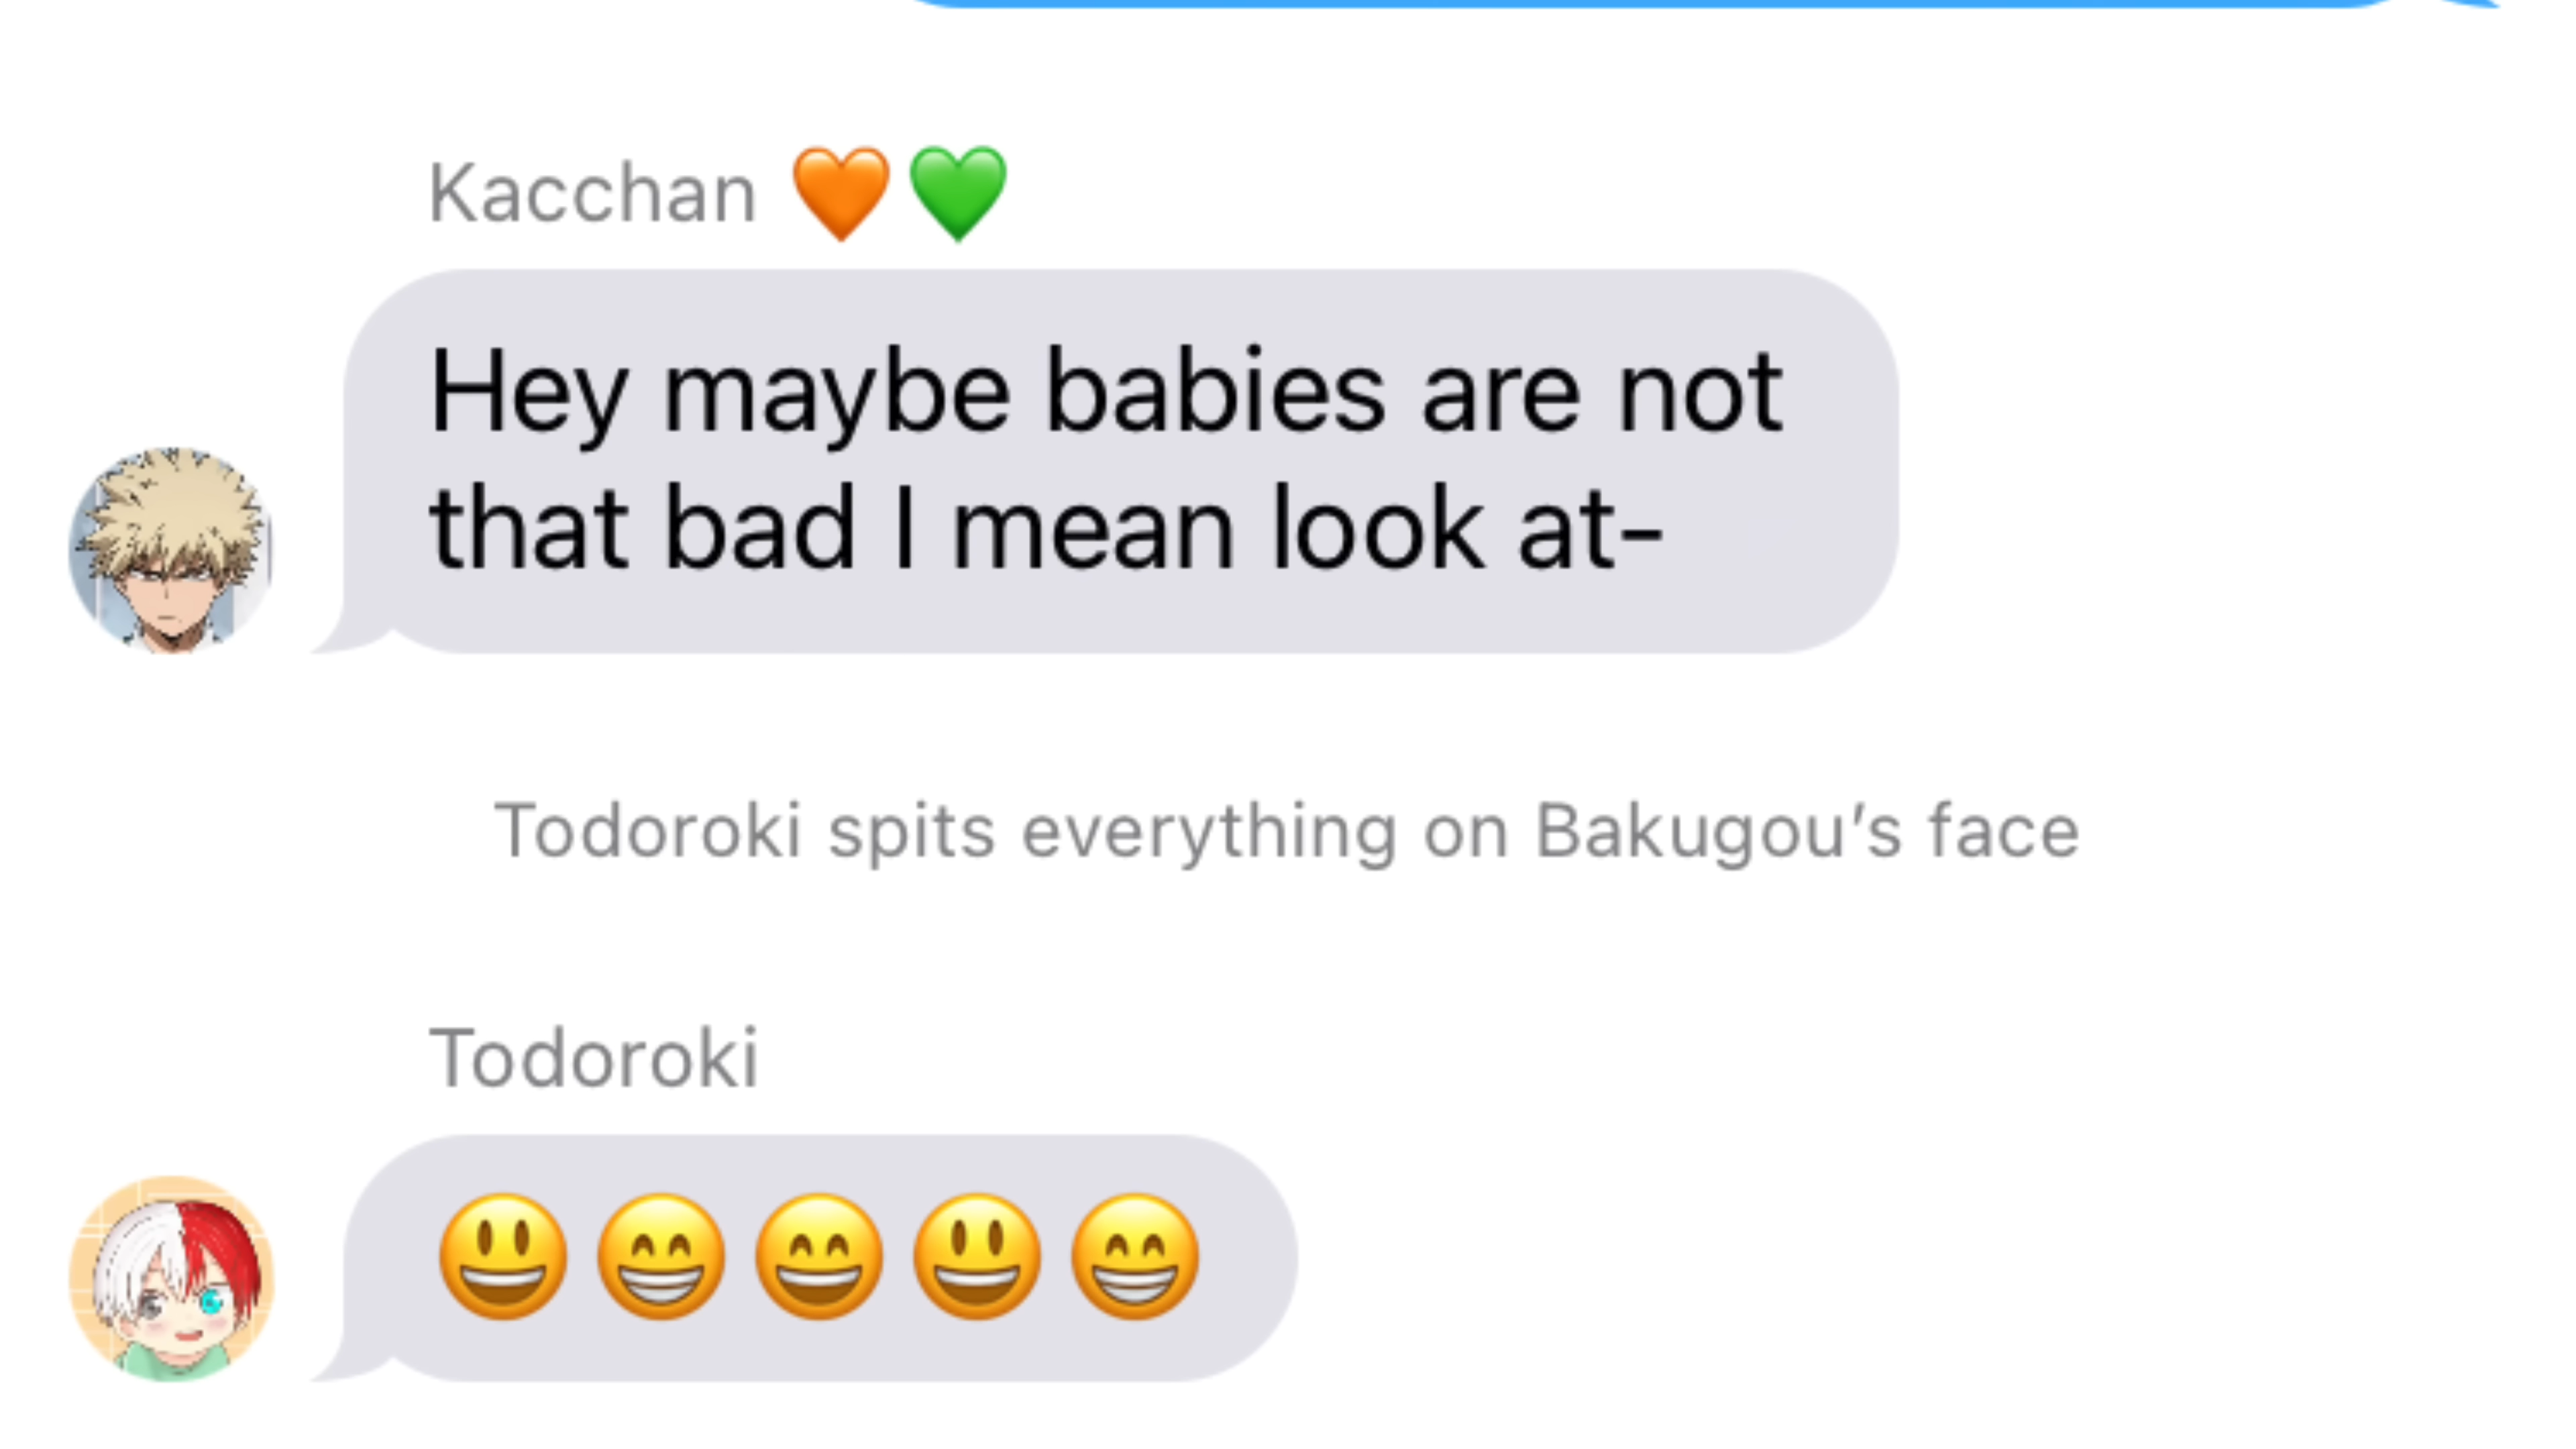 Kacchan 🧡💚
Hey maybe babies are not
that bad I mean look at-
Todoroki spits everything on Bakugou’s face
Todoroki
😃😁😄😃😁